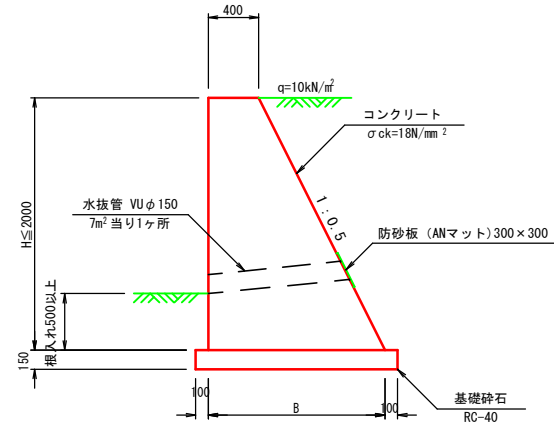 400
q=10kN/㎡
コンクリート
σck=18N/mm²
水抜管 VUφ150
7m²当り1ヶ所
1:0.5
防砂板 (ANマット)300×300
H≦2000
根入れ500以上
150
100
B
100
基礎砕石
RC-40